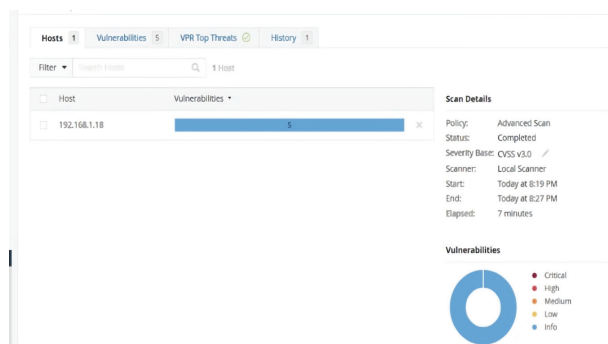 Hosts 1 Vulnerabilities 5 VPR Top Threats History 1
Filter Search Hosts 1 Host
Host Vulnerabilities
192.168.1.18 5
Scan Details
Policy: Advanced Scan
Status: Completed
Severity Base: CVSS v3.0
Scanner: Local Scanner
Start: Today at 8:19 PM
End: Today at 8:27 PM
Elapsed: 7 minutes
Vulnerabilities
Critical
High
Medium
Low
Info